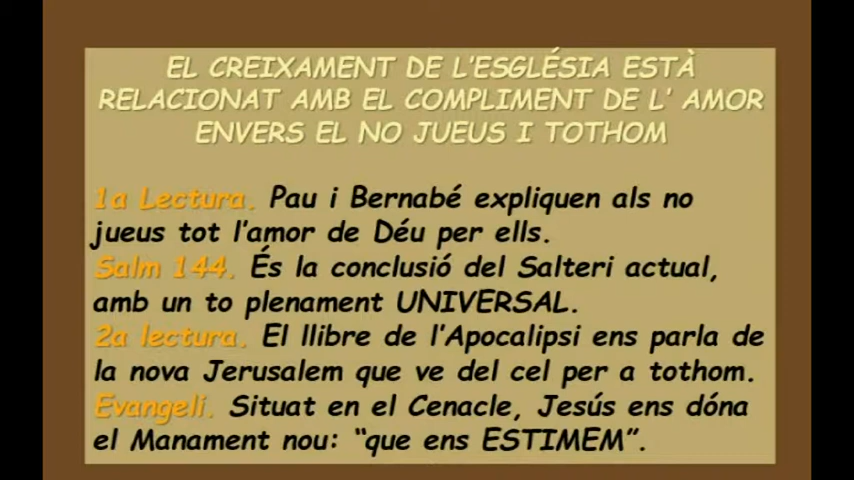 EL CREIXAMENT DE L'ESGLÉSIA ESTÀ
RELACIONAT AMB EL COMPLIMENT DE L' AMOR
ENVERS EL NO JUEUS I TOTHOM
1a Lectura. Pau i Bernabé expliquen als no
jueus tot l'amor de Déu per ells.
Salm 144. És la conclusió del Salteri actual,
amb un to plenament UNIVERSAL.
2a lectura. El llibre de l'Apocalipsi ens parla de
la nova Jerusalem que ve del cel per a tothom.
Evangeli. Situat en el Cenacle, Jesús ens dóna
el Manament nou: “que ens ESTIMEM”.